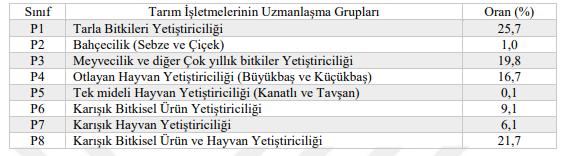 Sınıf Tarım İşletmelerinin Uzmanlaşma Grupları Oran (%)
P1 Tarla Bitkileri Yetiştiriciliği 25,7
P2 Bahçecilik (Sebze ve Çiçek) 1,0
P3 Meyvecilik ve diğer Çok yıllık bitkiler Yetiştiriciliği 19,8
P4 Otlayan Hayvan Yetiştiriciliği (Büyükbaş ve Küçükbaş) 16,7
P5 Tek mideli Hayvan Yetiştiriciliği (Kanatlı ve Tavşan) 0,1
P6 Karışık Bitkisel Ürün Yetiştiriciliği 9,1
P7 Karışık Hayvan Yetiştiriciliği 6,1
P8 Karışık Bitkisel Ürün ve Hayvan Yetiştiriciliği 21,7